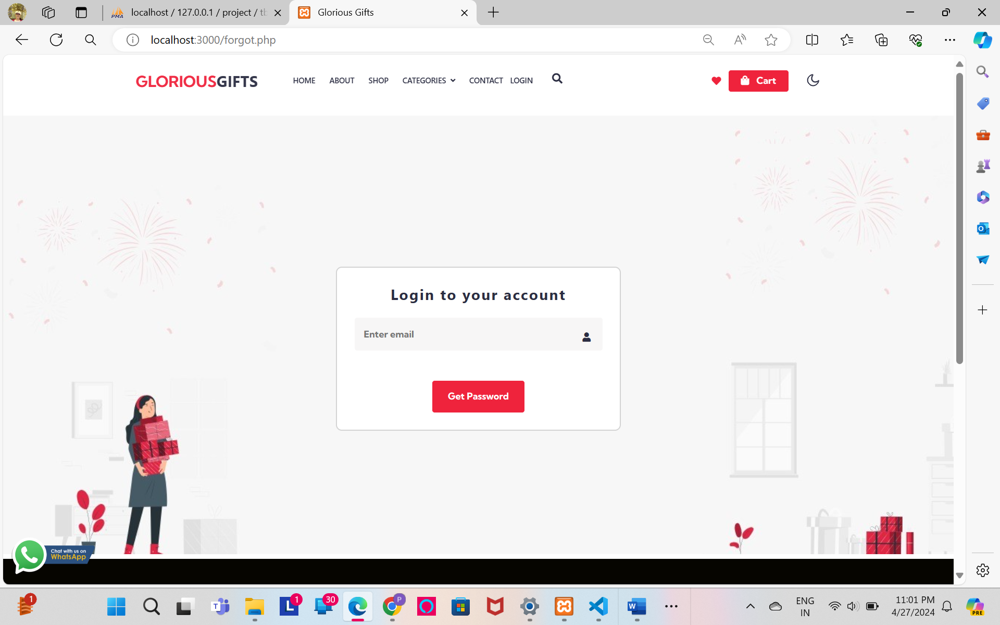 localhost / 127.0.0.1 / project / tb
Glorious Gifts
localhost:3000/forgot.php
GLORIOUSGIFTS
HOME
ABOUT
SHOP
CATEGORIES
CONTACT
LOGIN
Cart
Login to your account
Enter email
Get Password
Chat with us on
WhatsApp
1
1
30
P
ENG
IN
11:01 PM
4/27/2024
PRE